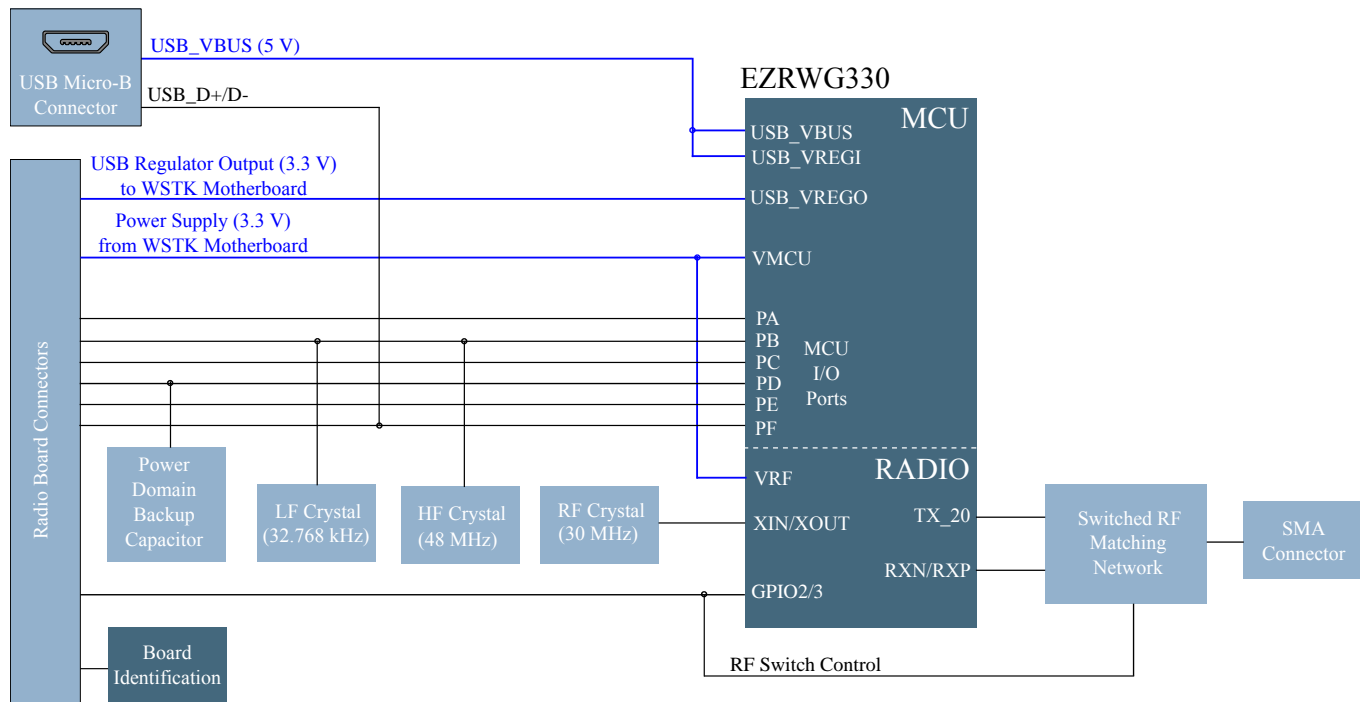 USB Micro-B
Connector
USB_VBUS (5 V)
USB_D+/D-
EZRWG330
MCU
USB_VBUS
USB_VREGI
USB Regulator Output (3.3 V)
to WSTK Motherboard
USB_VREGO
Power Supply (3.3 V)
from WSTK Motherboard
VMCU
Radio Board Connectors
PA
PB
PC
PD
PE
PF
MCU
I/O
Ports
Power
Domain
Backup
Capacitor
LF Crystal
(32.768 kHz)
HF Crystal
(48 MHz)
RF Crystal
(30 MHz)
RADIO
VRF
XIN/XOUT
TX_20
RXN/RXP
GPIO2/3
Switched RF
Matching
Network
SMA
Connector
Board
Identification
RF Switch Control